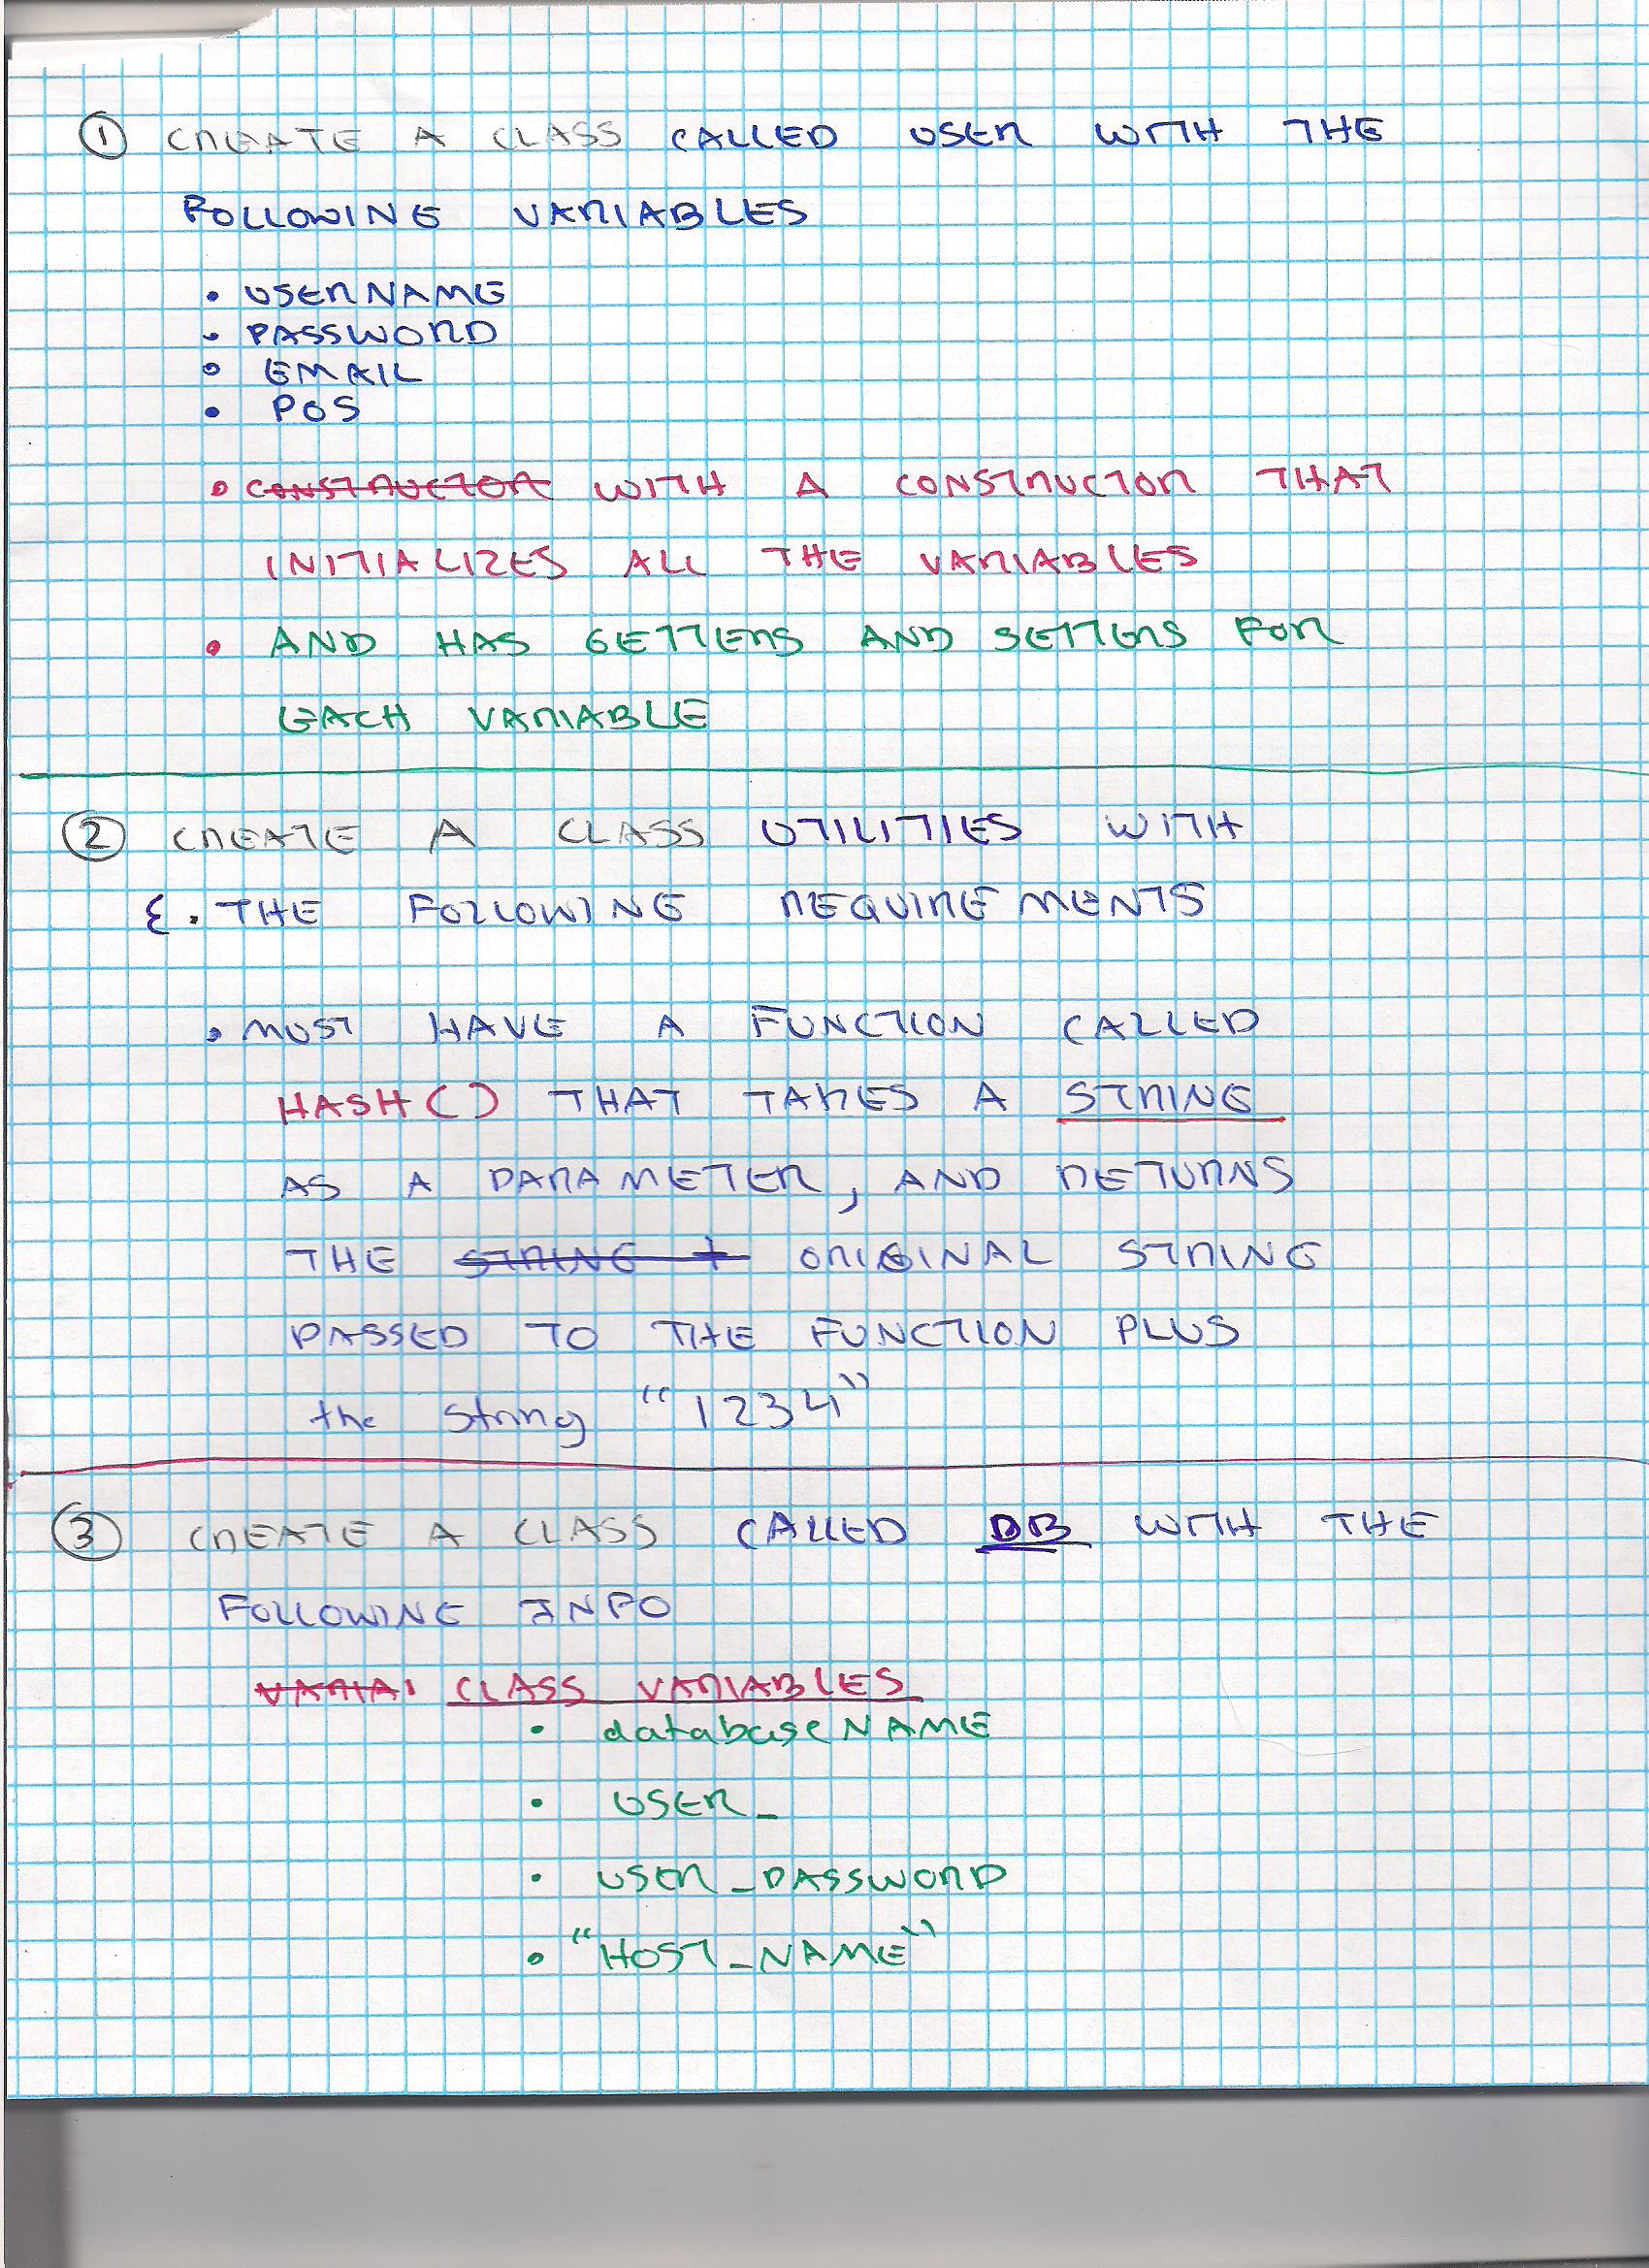 ① CREATE A CLASS CALLED USER WITH THE
FOLLOWING VARIABLES
• USERNAME
• PASSWORD
• EMAIL
• POS
• CONSTRUCTOR WITH A CONSTRUCTOR THAT
INITIALIZES ALL THE VARIABLES
• AND HAS GETTERS AND SETTERS FOR
EACH VARIABLE
② CREATE A CLASS UTILITIES WITH
• THE FOLLOWING REQUIREMENTS
• MUST HAVE A FUNCTION CALLED
HASH() THAT TAKES A STRING
AS A PARAMETER, AND RETURNS
THE STRING + ORIGINAL STRING
PASSED TO THE FUNCTION PLUS
the string "1234"
③ CREATE A CLASS CALLED DB WITH THE
FOLLOWING INFO
CLASS VARIABLES
• databaseNAME
• USER_
• USER_PASSWORD
• "HOST_NAME"